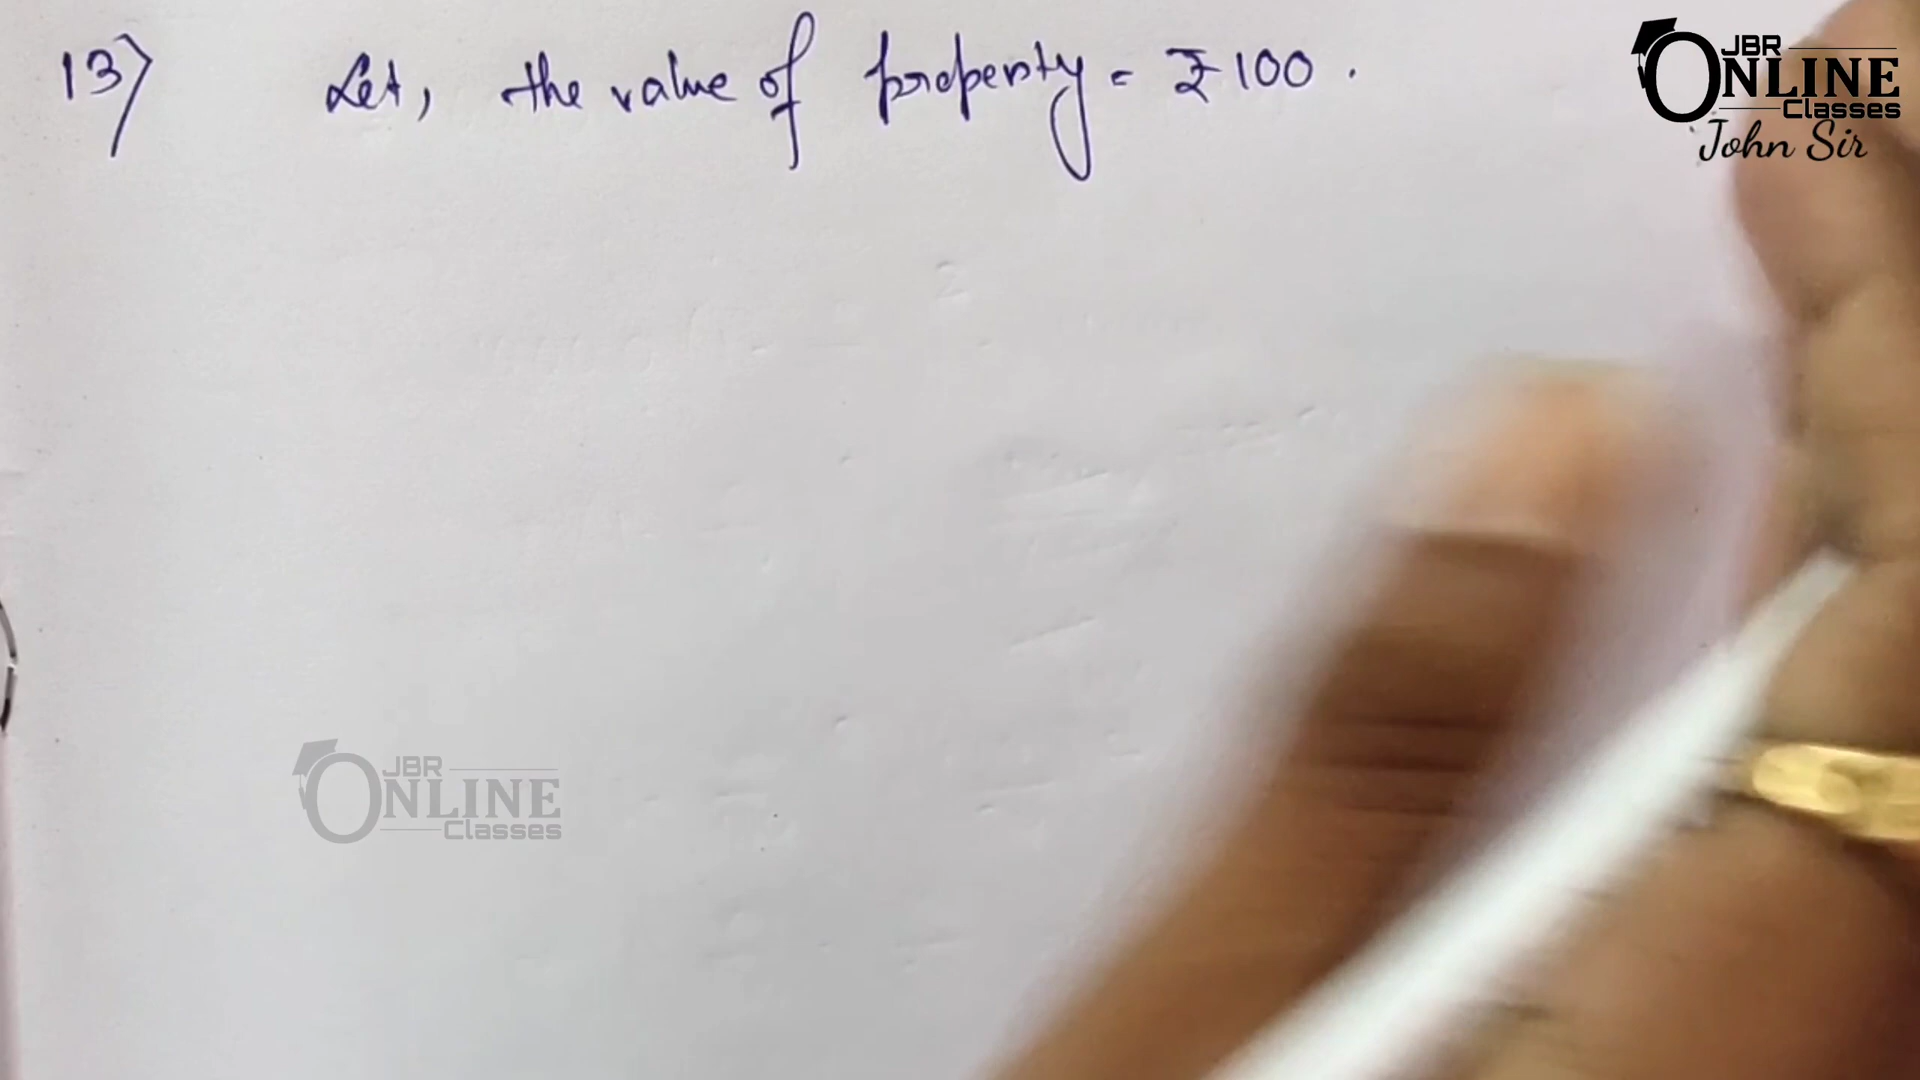 13) Let, the value of property = ₹ 100.
JBR
ONLINE
Classes
John Sir
JBR
ONLINE
Classes